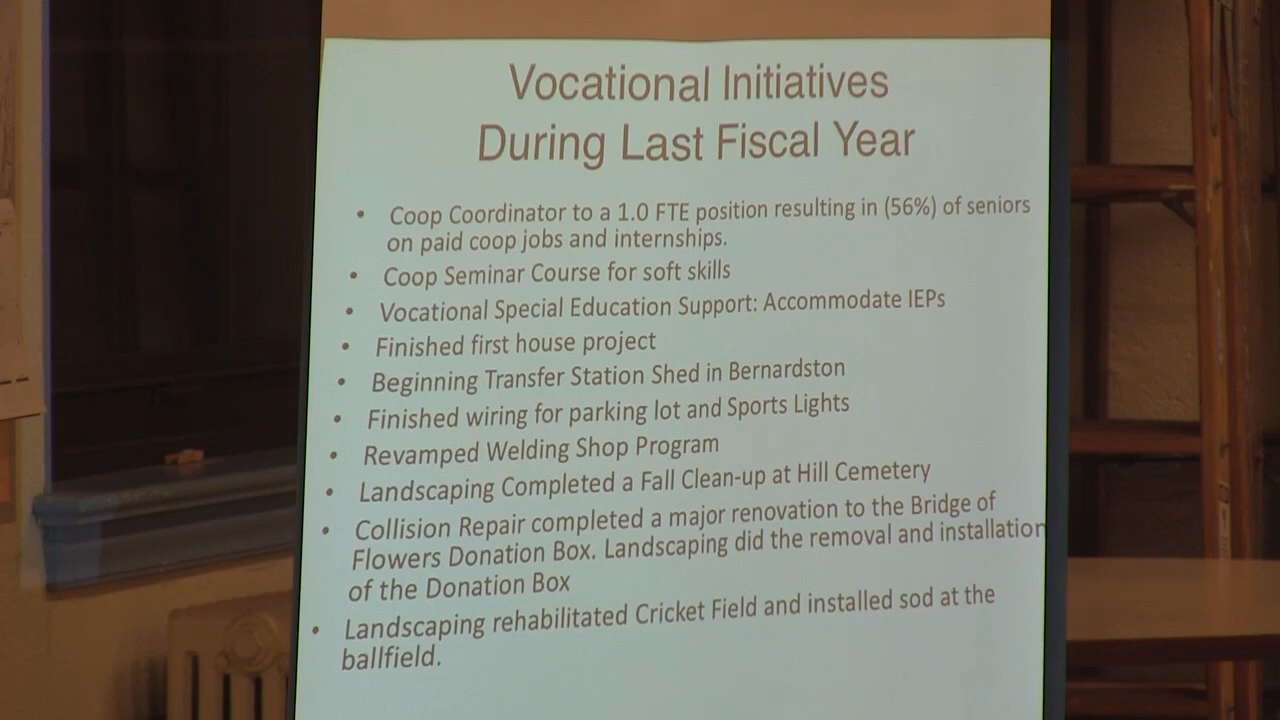 Vocational Initiatives
During Last Fiscal Year
• Coop Coordinator to a 1.0 FTE position resulting in (56%) of seniors
on paid coop jobs and internships.
• Coop Seminar Course for soft skills
• Vocational Special Education Support: Accommodate IEPs
• Finished first house project
• Beginning Transfer Station Shed in Bernardston
• Finished wiring for parking lot and Sports Lights
• Revamped Welding Shop Program
• Landscaping Completed a Fall Clean-up at Hill Cemetery
• Collision Repair completed a major renovation to the Bridge of
Flowers Donation Box. Landscaping did the removal and installation
of the Donation Box
• Landscaping rehabilitated Cricket Field and installed sod at the
ballfield.